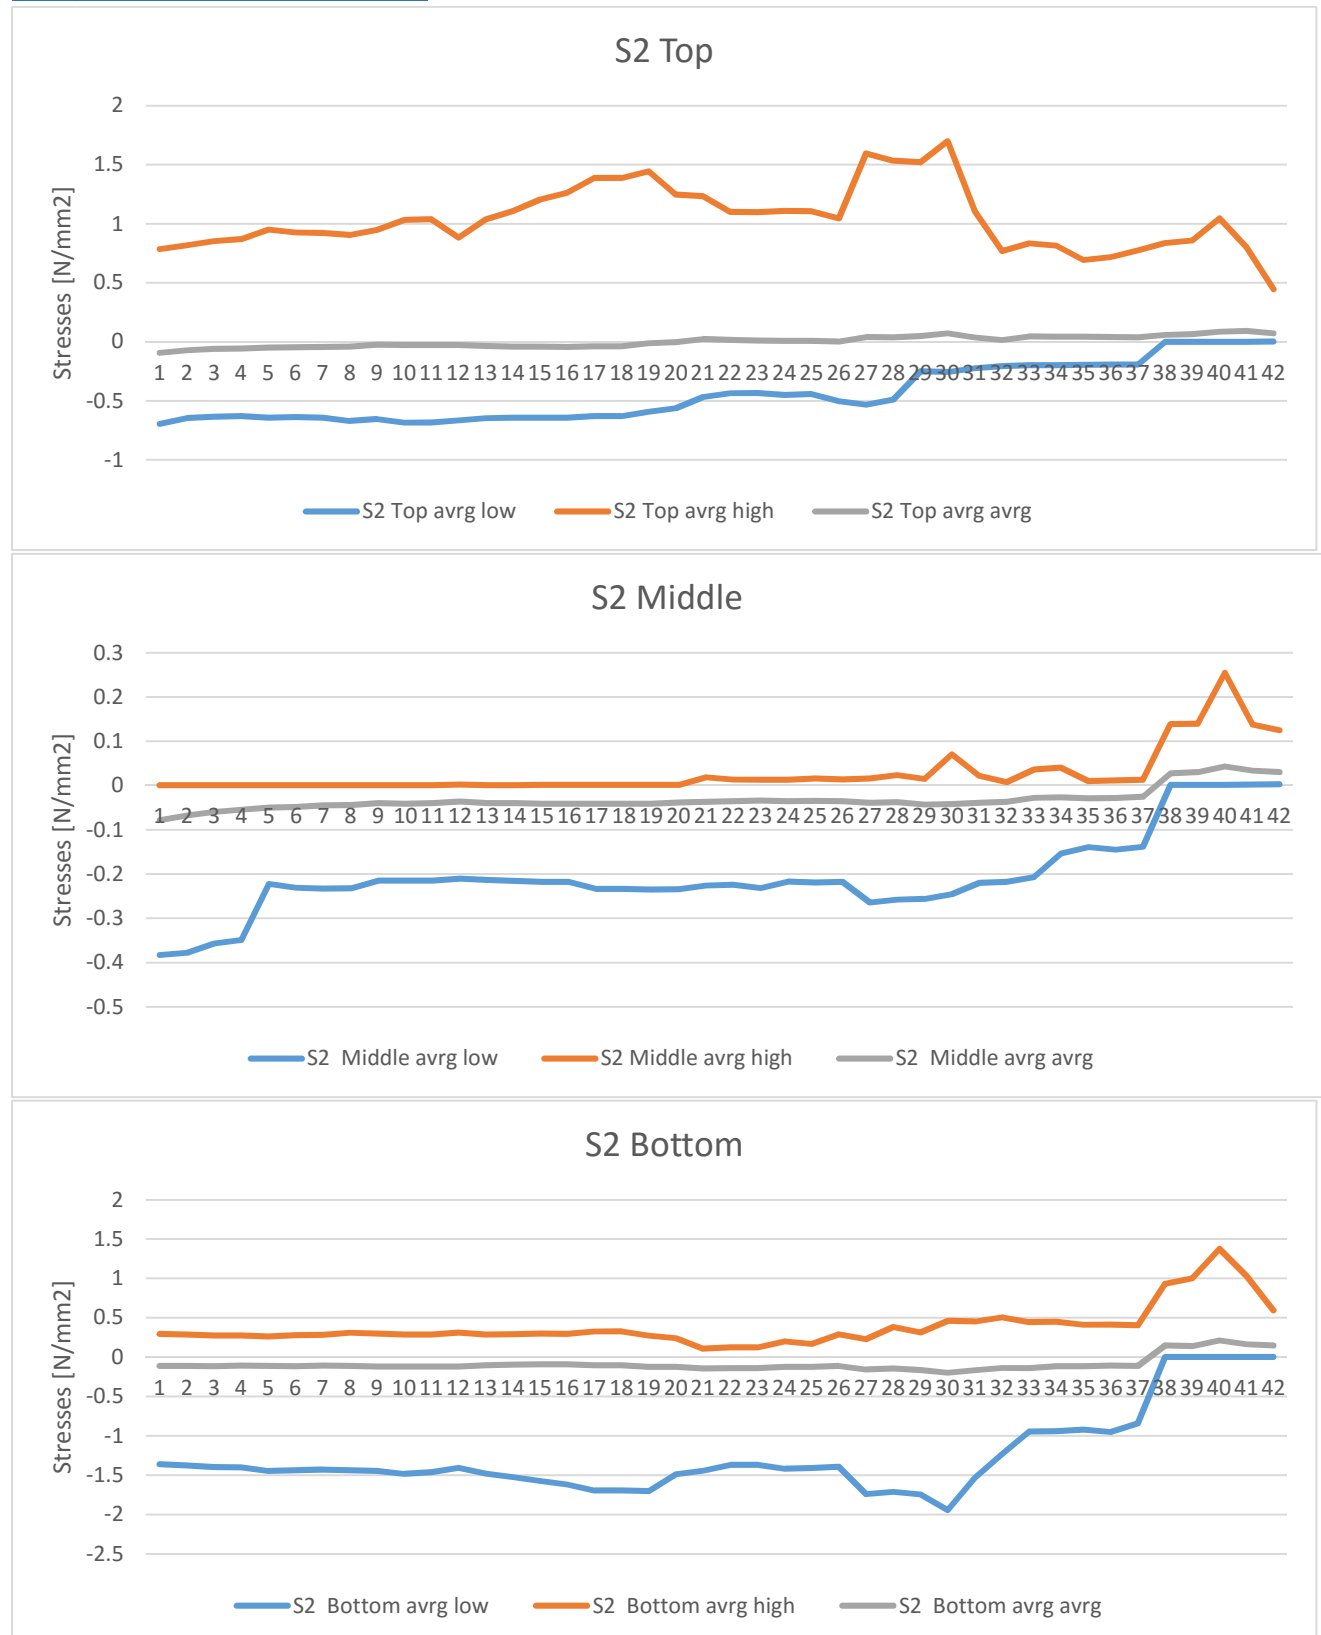 S2 Top
2
1.5
1
0.5
0
-0.5
-1
Stresses [N/mm2]
1 2 3 4 5 6 7 8 9 10 11 12 13 14 15 16 17 18 19 20 21 22 23 24 25 26 27 28 29 30 31 32 33 34 35 36 37 38 39 40 41 42
S2 Top avrg low S2 Top avrg high S2 Top avrg avrg
S2 Middle
0.3
0.2
0.1
0
-0.1
-0.2
-0.3
-0.4
-0.5
Stresses [N/mm2]
1 2 3 4 5 6 7 8 9 10 11 12 13 14 15 16 17 18 19 20 21 22 23 24 25 26 27 28 29 30 31 32 33 34 35 36 37 38 39 40 41 42
S2 Middle avrg low S2 Middle avrg high S2 Middle avrg avrg
S2 Bottom
2
1.5
1
0.5
0
-0.5
-1
-1.5
-2
-2.5
Stresses [N/mm2]
1 2 3 4 5 6 7 8 9 10 11 12 13 14 15 16 17 18 19 20 21 22 23 24 25 26 27 28 29 30 31 32 33 34 35 36 37 38 39 40 41 42
S2 Bottom avrg low S2 Bottom avrg high S2 Bottom avrg avrg